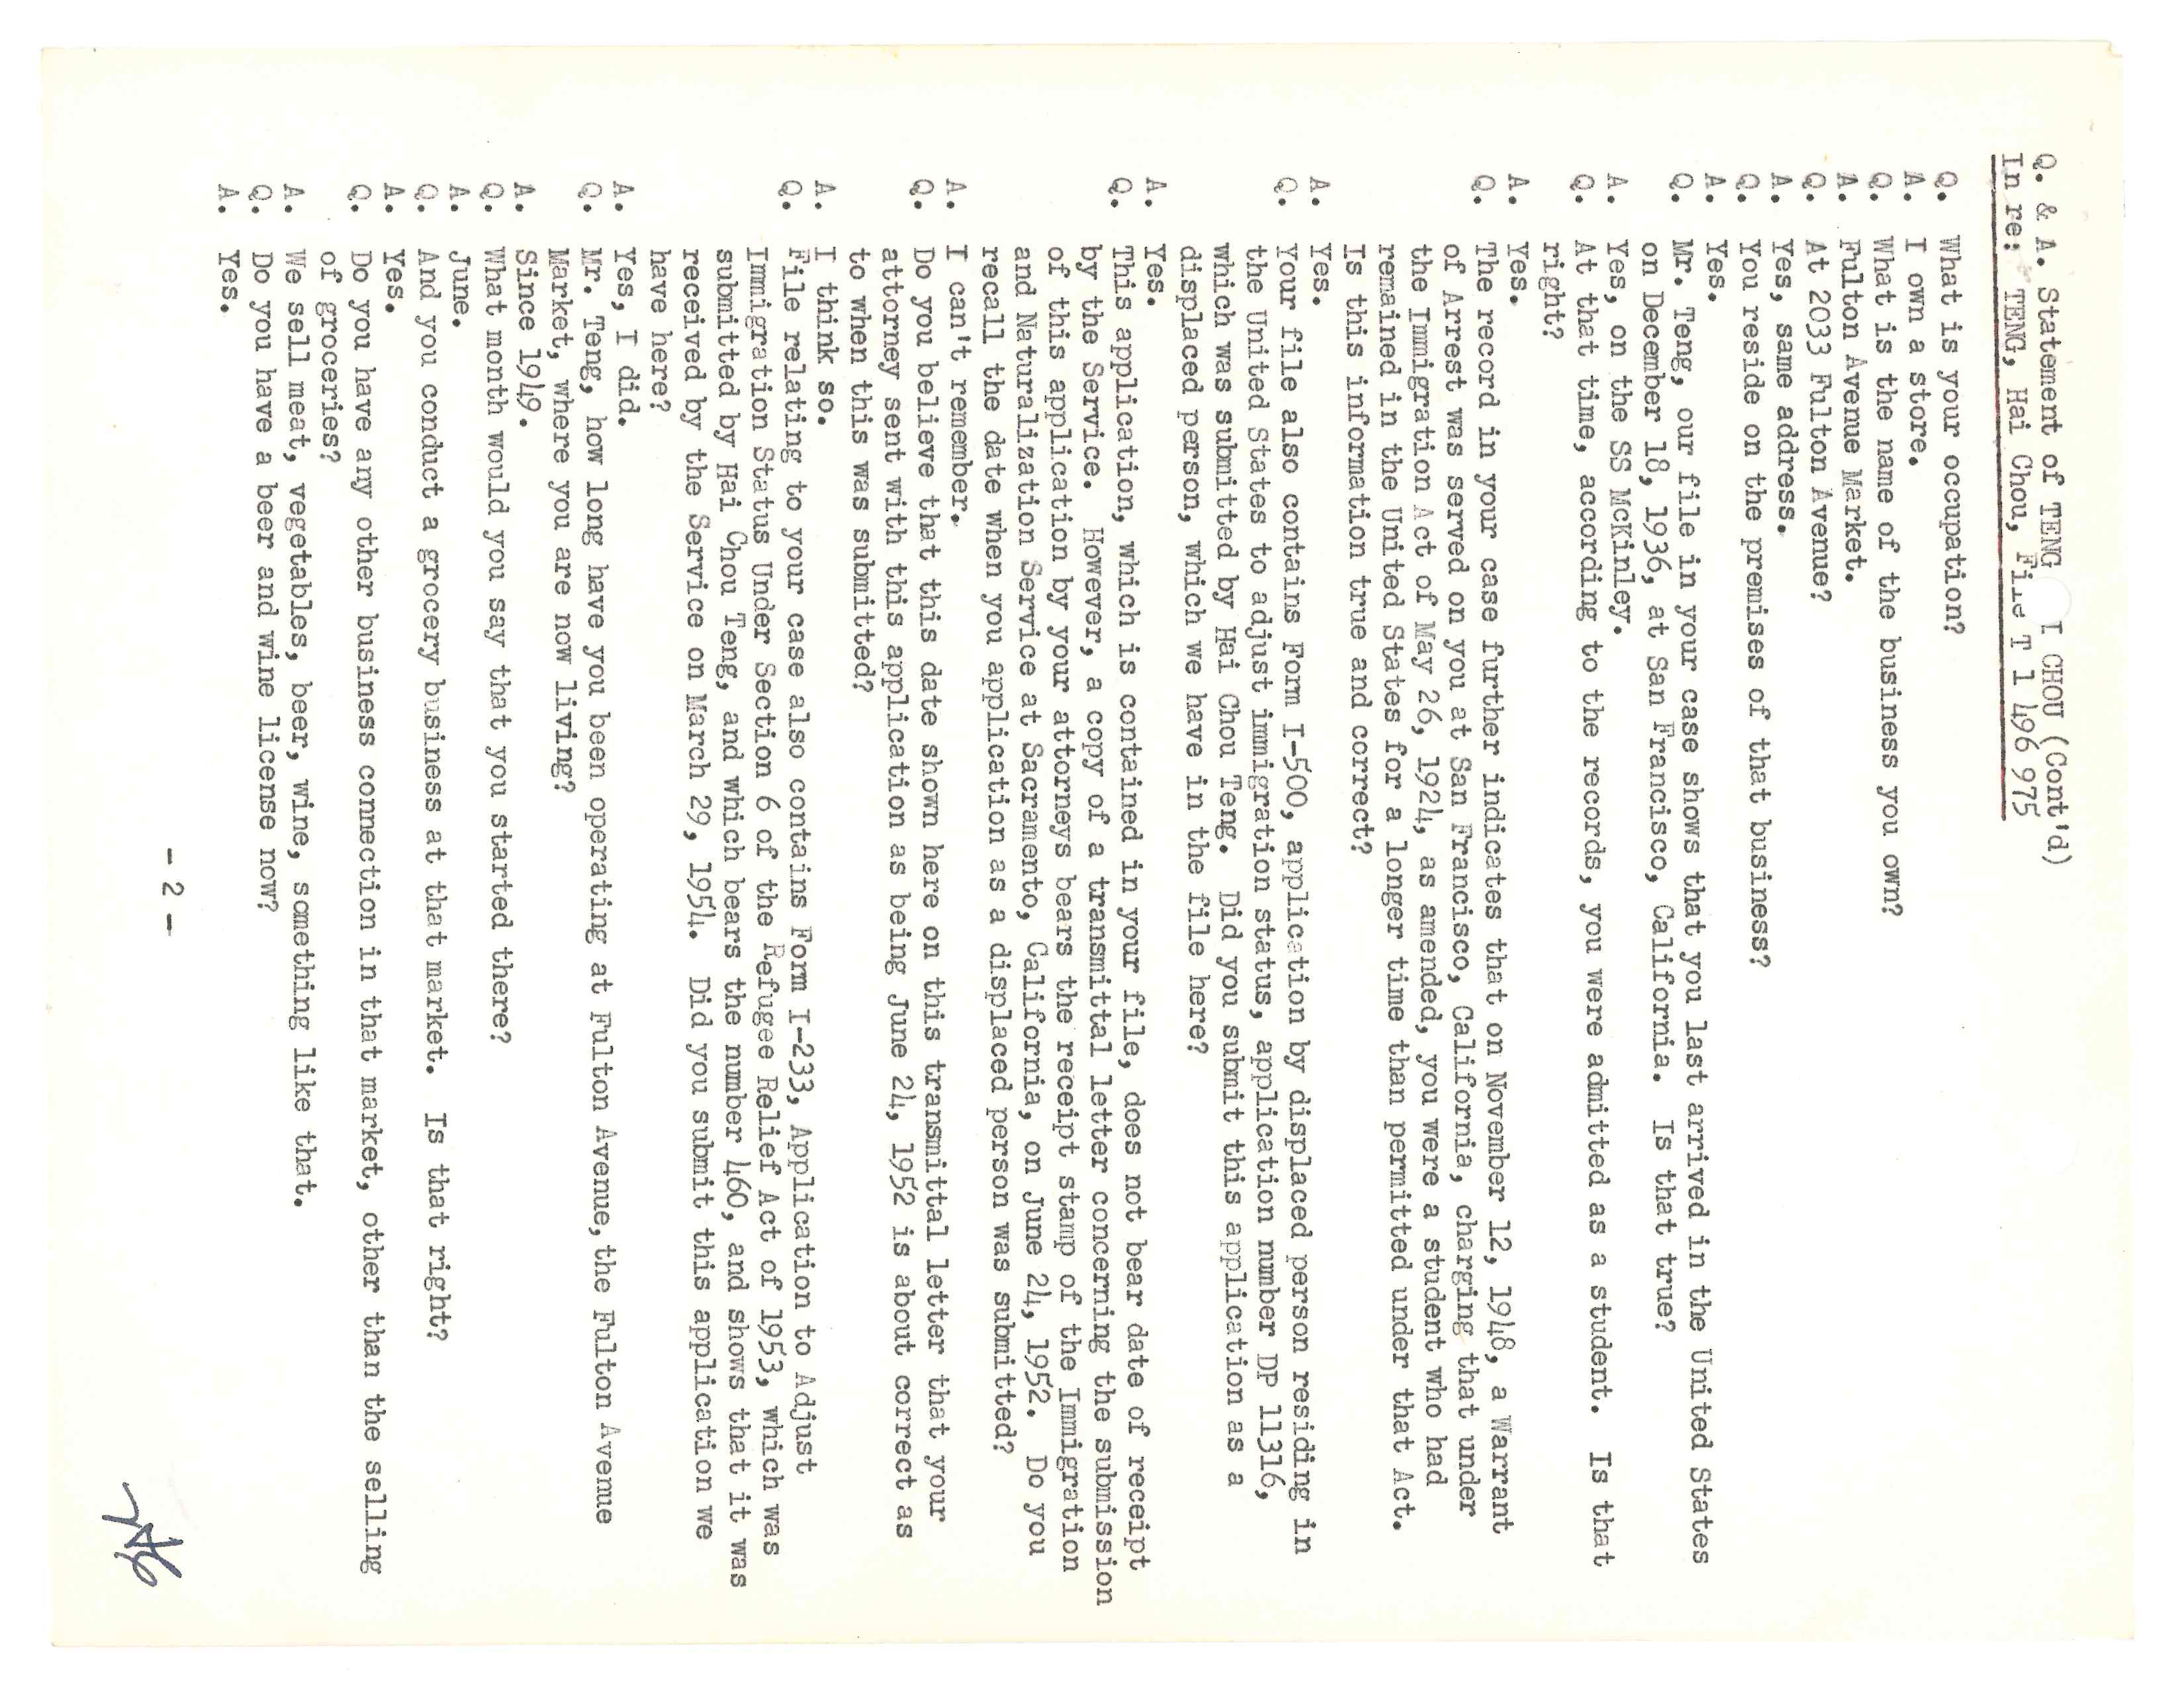 Q. & A. Statement of TENG I CHOU (Cont'd)
In re: TENG, Hai Chou, File T 1 496 975
Q. What is your occupation?
A. I own a store.
Q. What is the name of the business you own?
A. Fulton Avenue Market.
Q. At 2033 Fulton Avenue?
A. Yes, same address.
Q. You reside on the premises of that business?
A. Yes.
Q. Mr. Teng, our file in your case shows that you last arrived in the United States
on December 18, 1936, at San Francisco, California. Is that true?
A. Yes, on the SS McKinley.
Q. At that time, according to the records, you were admitted as a student. Is that
right?
A. Yes.
Q. The record in your case further indicates that on November 12, 1948, a Warrant
of Arrest was served on you at San Francisco, California, charging that under
the Immigration Act of May 26, 1924, as amended, you were a student who had
remained in the United States for a longer time than permitted under that Act.
Is this information true and correct?
A. Yes.
Q. Your file also contains Form I-500, application by displaced person residing in
the United States to adjust immigration status, application number DP 11316,
which was submitted by Hai Chou Teng. Did you submit this application as a
displaced person, which we have in the file here?
A. Yes.
Q. This application, which is contained in your file, does not bear date of receipt
by the Service. However, a copy of a transmittal letter concerning the submission
of this application by your attorneys bears the receipt stamp of the Immigration
and Naturalization Service at Sacramento, California, on June 24, 1952. Do you
recall the date when you application as a displaced person was submitted?
A. I can't remember.
Q. Do you believe that this date shown here on this transmittal letter that your
attorney sent with this application as being June 24, 1952 is about correct as
to when this was submitted?
A. I think so.
Q. File relating to your case also contains Form I-233, Application to Adjust
Immigration Status Under Section 6 of the Refugee Relief Act of 1953, which was
submitted by Hai Chou Teng, and which bears the number 460, and shows that it was
received by the Service on March 29, 1954. Did you submit this application we
have here?
A. Yes, I did.
Q. Mr. Teng, how long have you been operating at Fulton Avenue, the Fulton Avenue
Market, where you are now living?
A. Since 1949.
Q. What month would you say that you started there?
A. June.
Q. And you conduct a grocery business at that market. Is that right?
A. Yes.
Q. Do you have any other business connection in that market, other than the selling
of groceries?
A. We sell meat, vegetables, beer, wine, something like that.
Q. Do you have a beer and wine license now?
A. Yes.
- 2 -